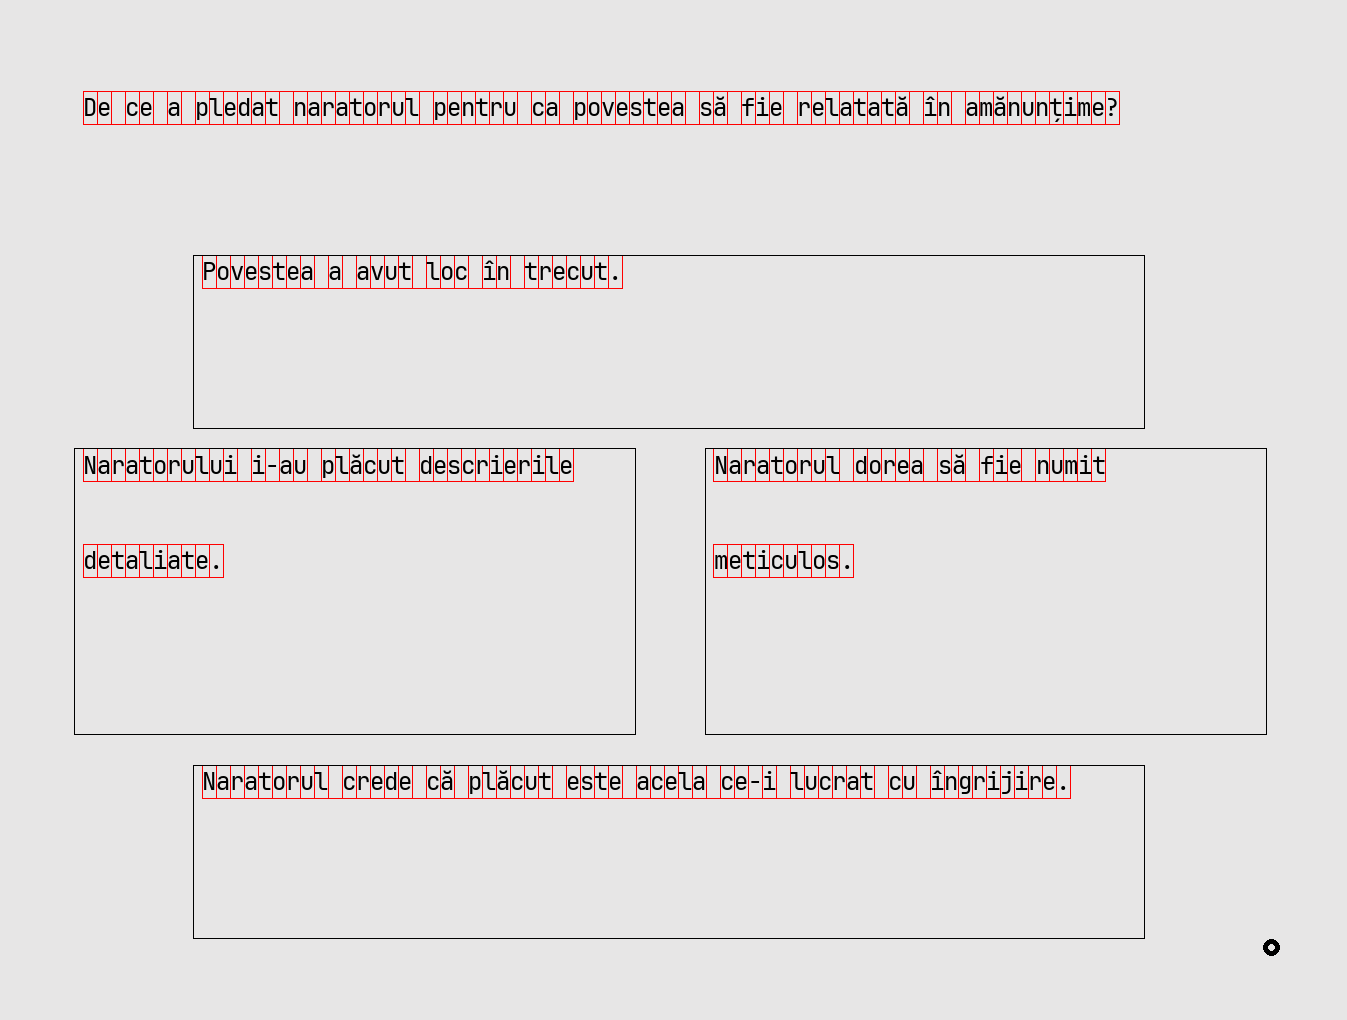 De ce a pledat naratorul pentru ca povestea să fie relatată în amănunțime?
Povestea a avut loc în trecut.
Naratorului i-au plăcut descrierile
detaliate.
Naratorul dorea să fie numit
meticulos.
Naratorul crede că plăcut este acela ce-i lucrat cu îngrijire.